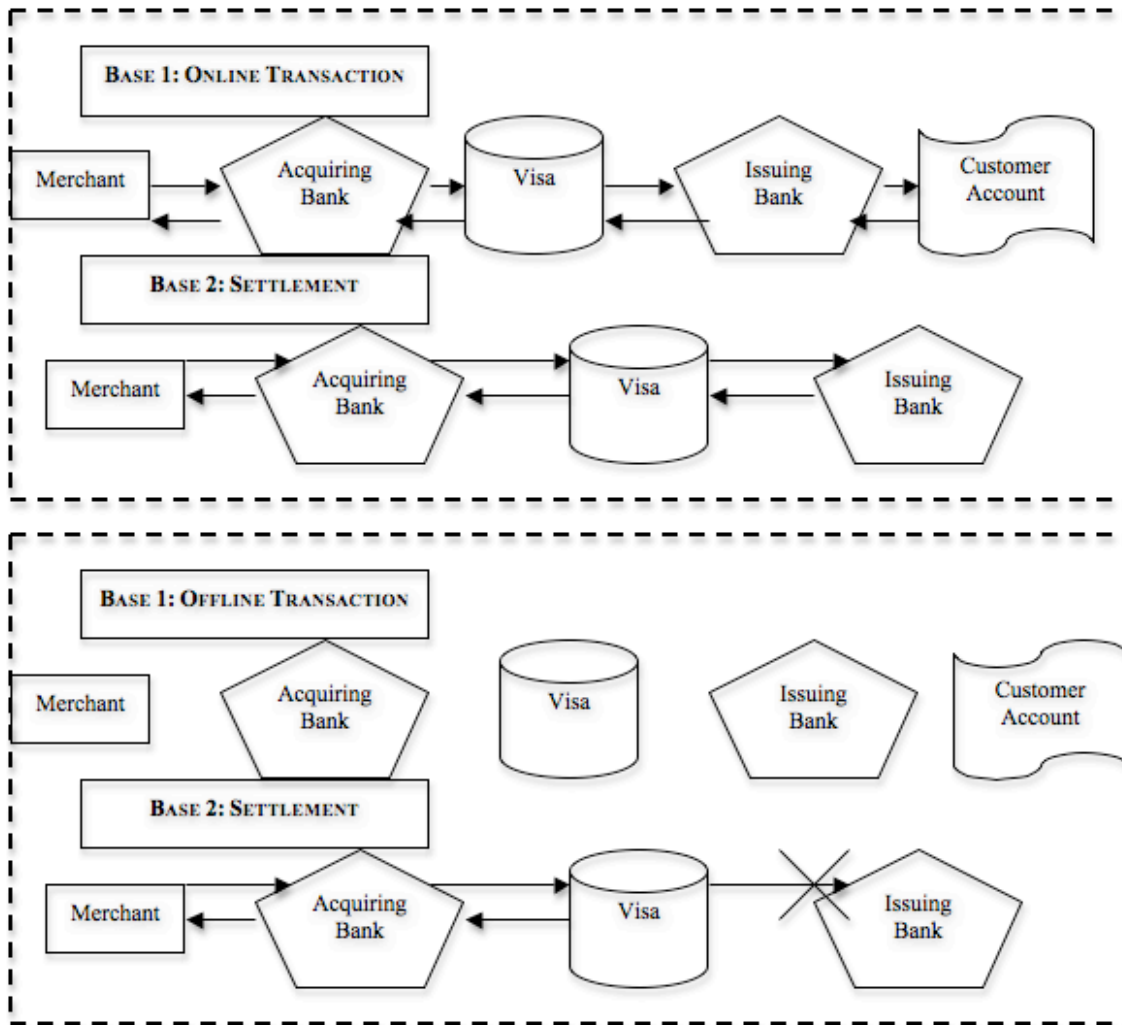 BASE 1: ONLINE TRANSACTION
Merchant
Acquiring
Bank
Visa
Issuing
Bank
Customer
Account
BASE 2: SETTLEMENT
Merchant
Acquiring
Bank
Visa
Issuing
Bank
BASE 1: OFFLINE TRANSACTION
Merchant
Acquiring
Bank
Visa
Issuing
Bank
Customer
Account
BASE 2: SETTLEMENT
Merchant
Acquiring
Bank
Visa
Issuing
Bank